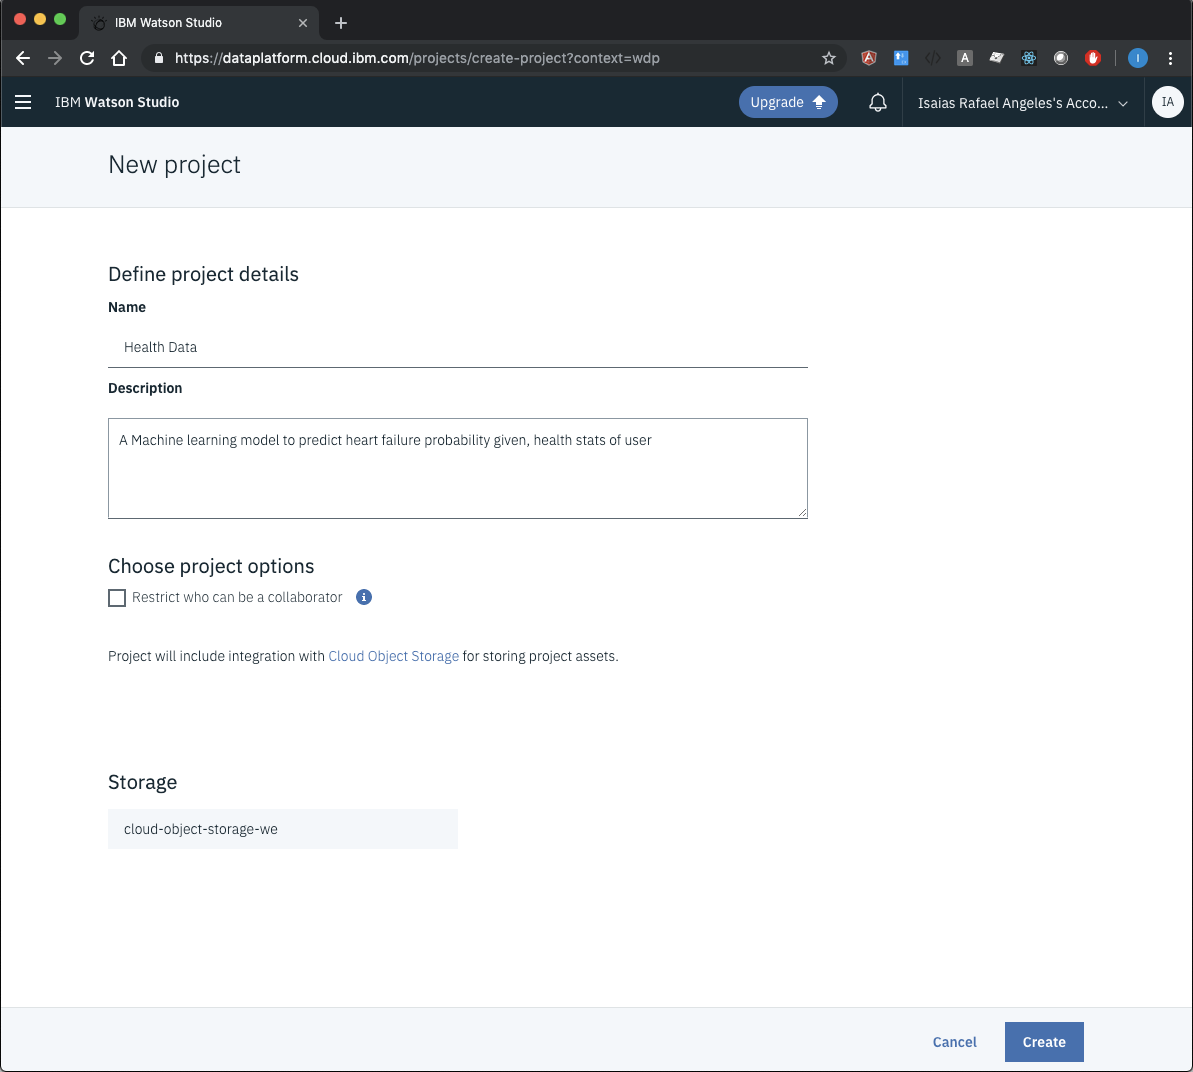 IBM Watson Studio
https://dataplatform.cloud.ibm.com/projects/create-project?context=wdp
A
A
I
IBM Watson Studio
Upgrade
Isaias Rafael Angeles's Acco...
IA
New project
Define project details
Name
Health Data
Description
A Machine learning model to predict heart failure probability given, health stats of user
Choose project options
Restrict who can be a collaborator
i
Project will include integration with Cloud Object Storage for storing project assets.
Storage
cloud-object-storage-we
Cancel
Create